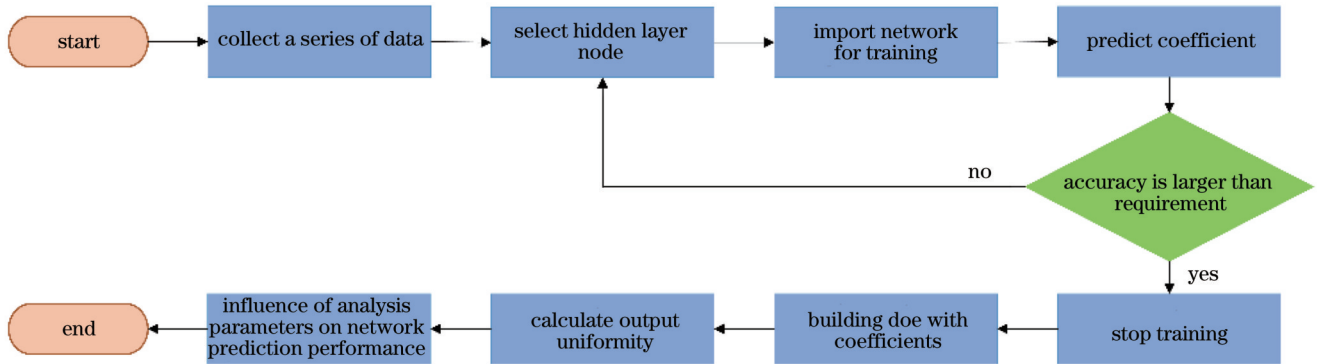 start
collect a series of data
select hidden layer
node
import network
for training
predict coefficient
accuracy is larger than
requirement
no
yes
stop training
building doe with
coefficients
calculate output
uniformity
influence of analysis
parameters on network
prediction performance
end